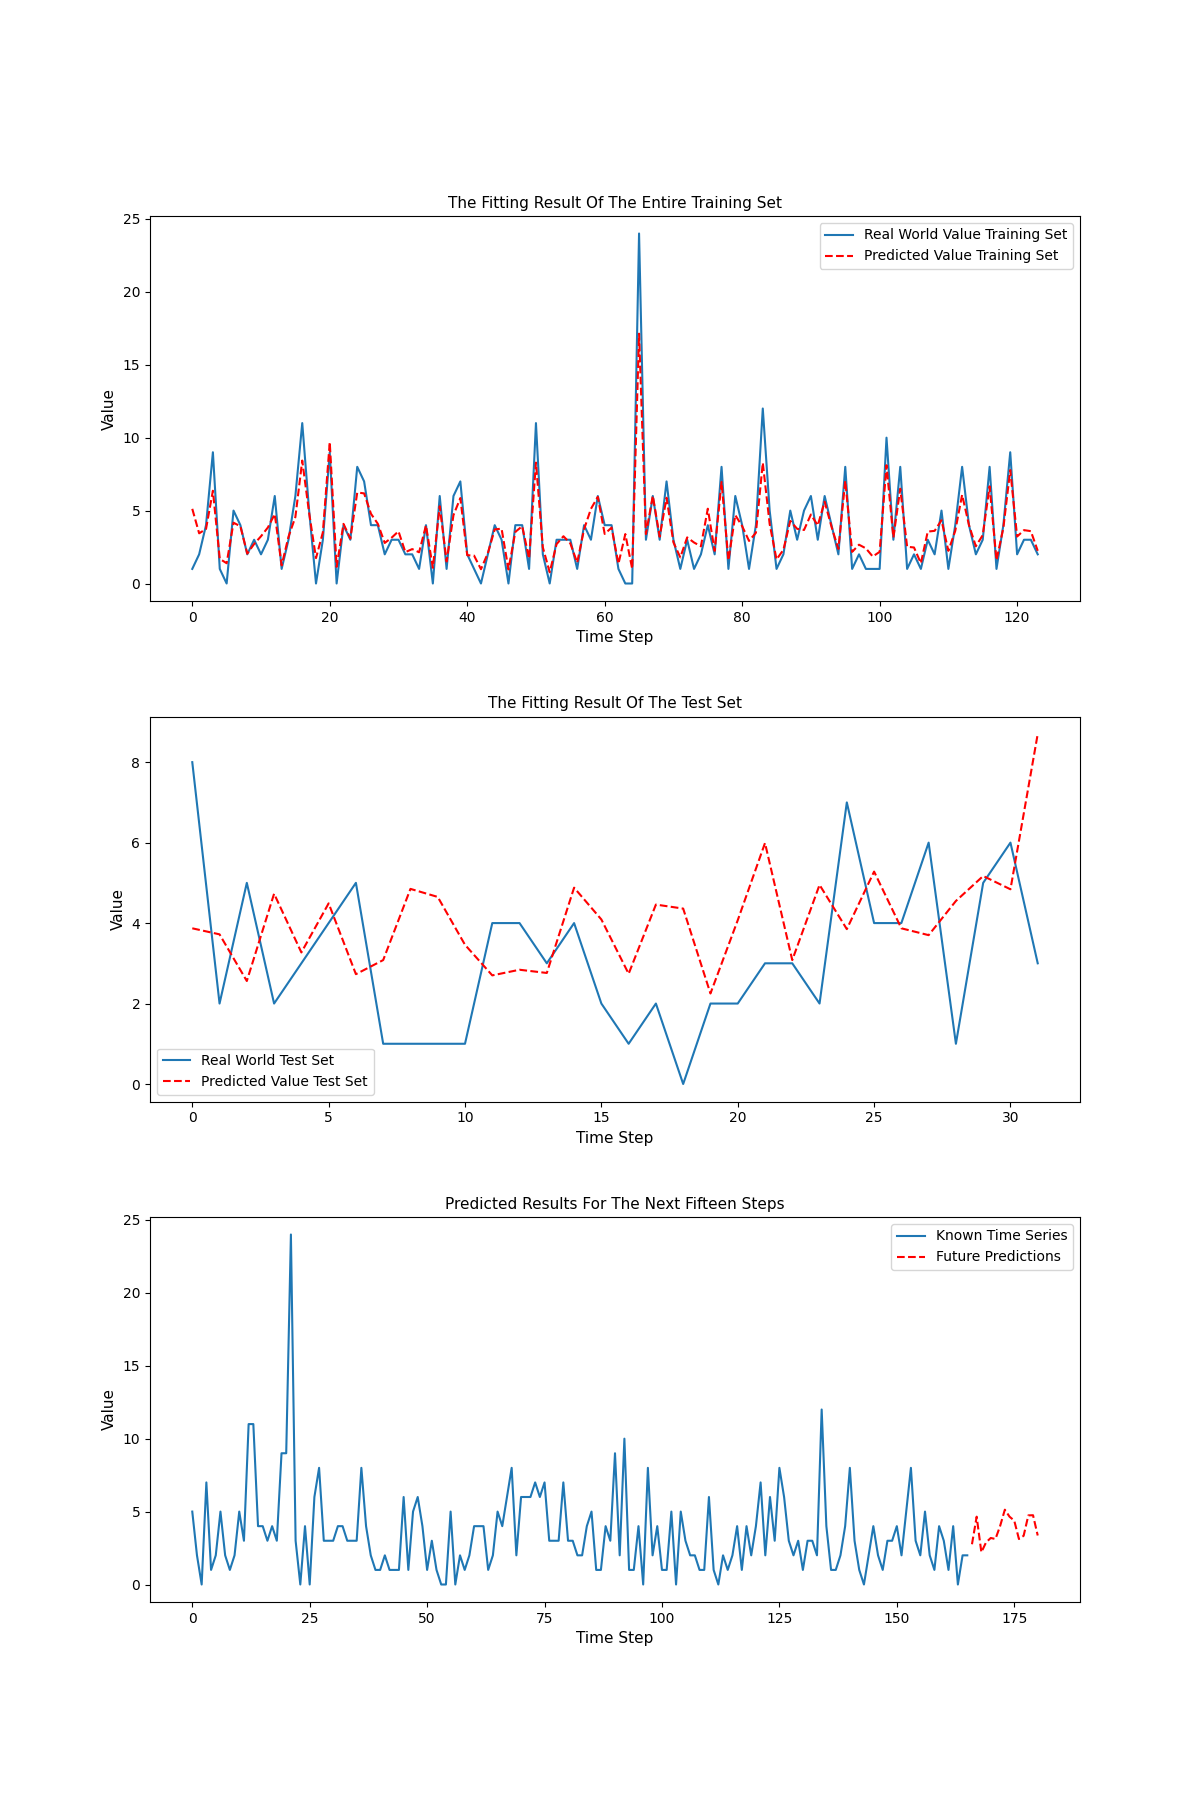 The Fitting Result Of The Entire Training Set
25
20
15
10
5
0
Value
Real World Value Training Set
Predicted Value Training Set
0 20 40 60 80 100 120
Time Step
The Fitting Result Of The Test Set
8
6
4
2
0
Value
Real World Test Set
Predicted Value Test Set
0 5 10 15 20 25 30
Time Step
Predicted Results For The Next Fifteen Steps
25
20
15
10
5
0
Value
Known Time Series
Future Predictions
0 25 50 75 100 125 150 175
Time Step